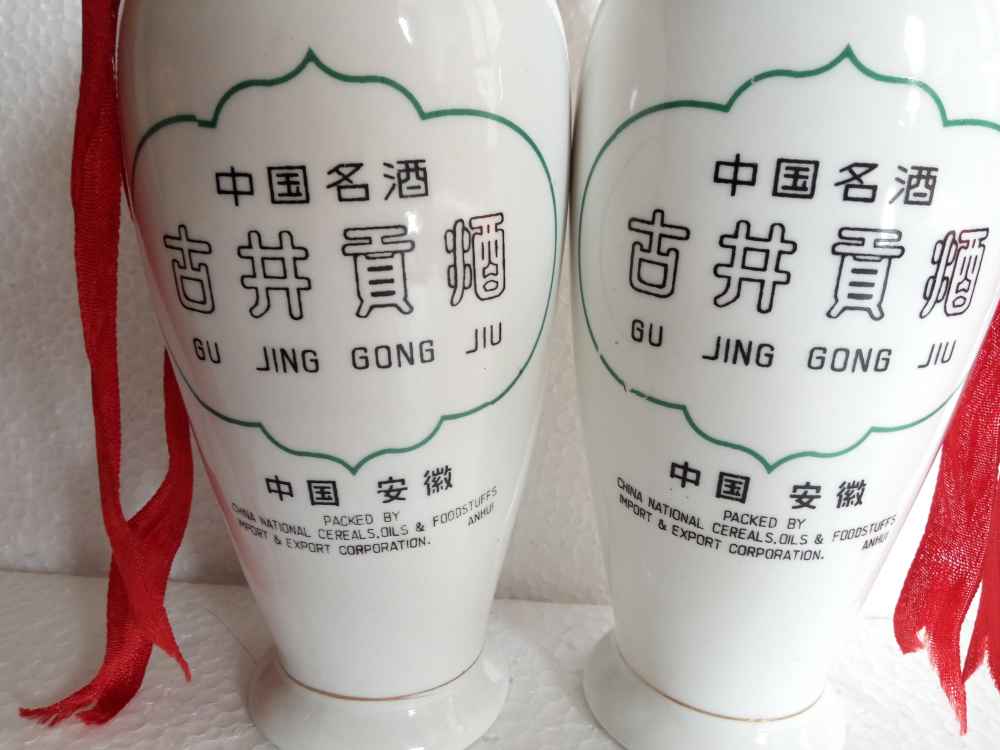 中国名酒
古井贡酒
GU JING GONG JIU
中国 安徽
PACKED BY
CHINA NATIONAL CEREALS,OILS & FOODSTUFFS
IMPORT & EXPORT CORPORATION. ANHUI
中国名酒
古井贡酒
GU JING GONG JIU
中国 安徽
PACKED BY
CHINA NATIONAL CEREALS,OILS & FOODSTUFFS
IMPORT & EXPORT CORPORATION. ANHUI